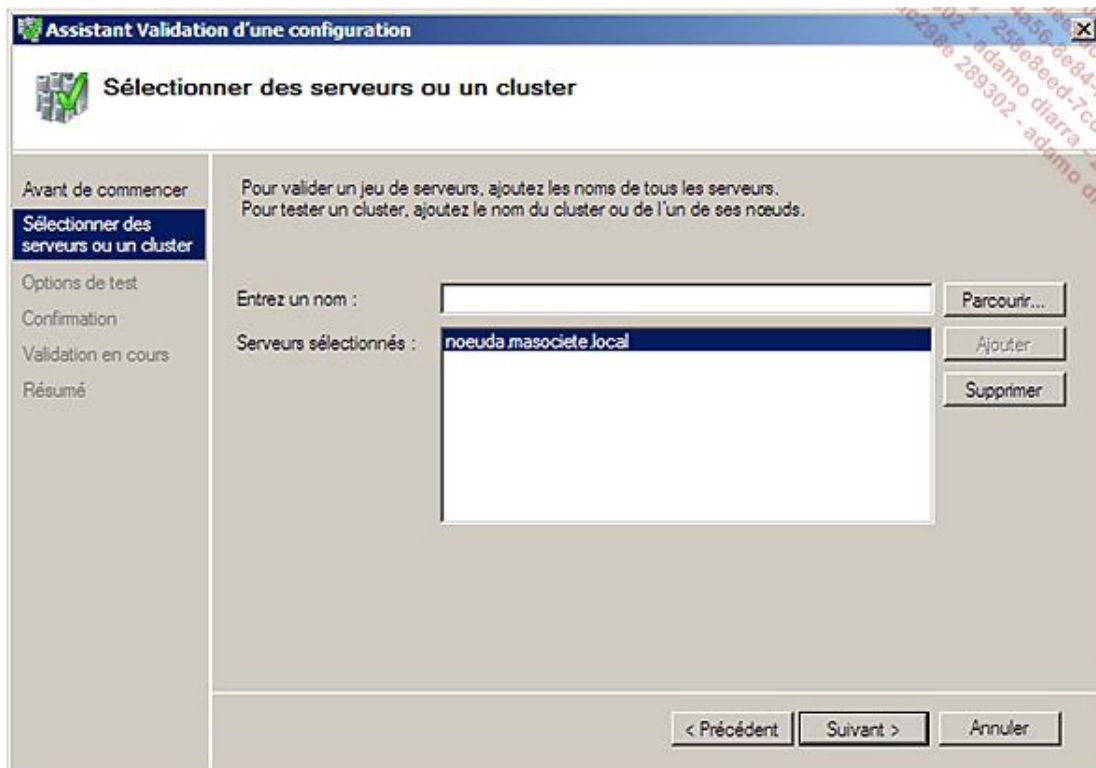 Assistant Validation d'une configuration
Sélectionner des serveurs ou un cluster
Avant de commencer
Sélectionner des
serveurs ou un cluster
Options de test
Confirmation
Validation en cours
Résumé
Pour valider un jeu de serveurs, ajoutez les noms de tous les serveurs.
Pour tester un cluster, ajoutez le nom du cluster ou de l'un de ses nœuds.
Entrez un nom :
Parcourir...
Serveurs sélectionnés :
noeuda.masociete.local
Ajouter
Supprimer
< Précédent
Suivant >
Annuler
289302 - adamo diarra